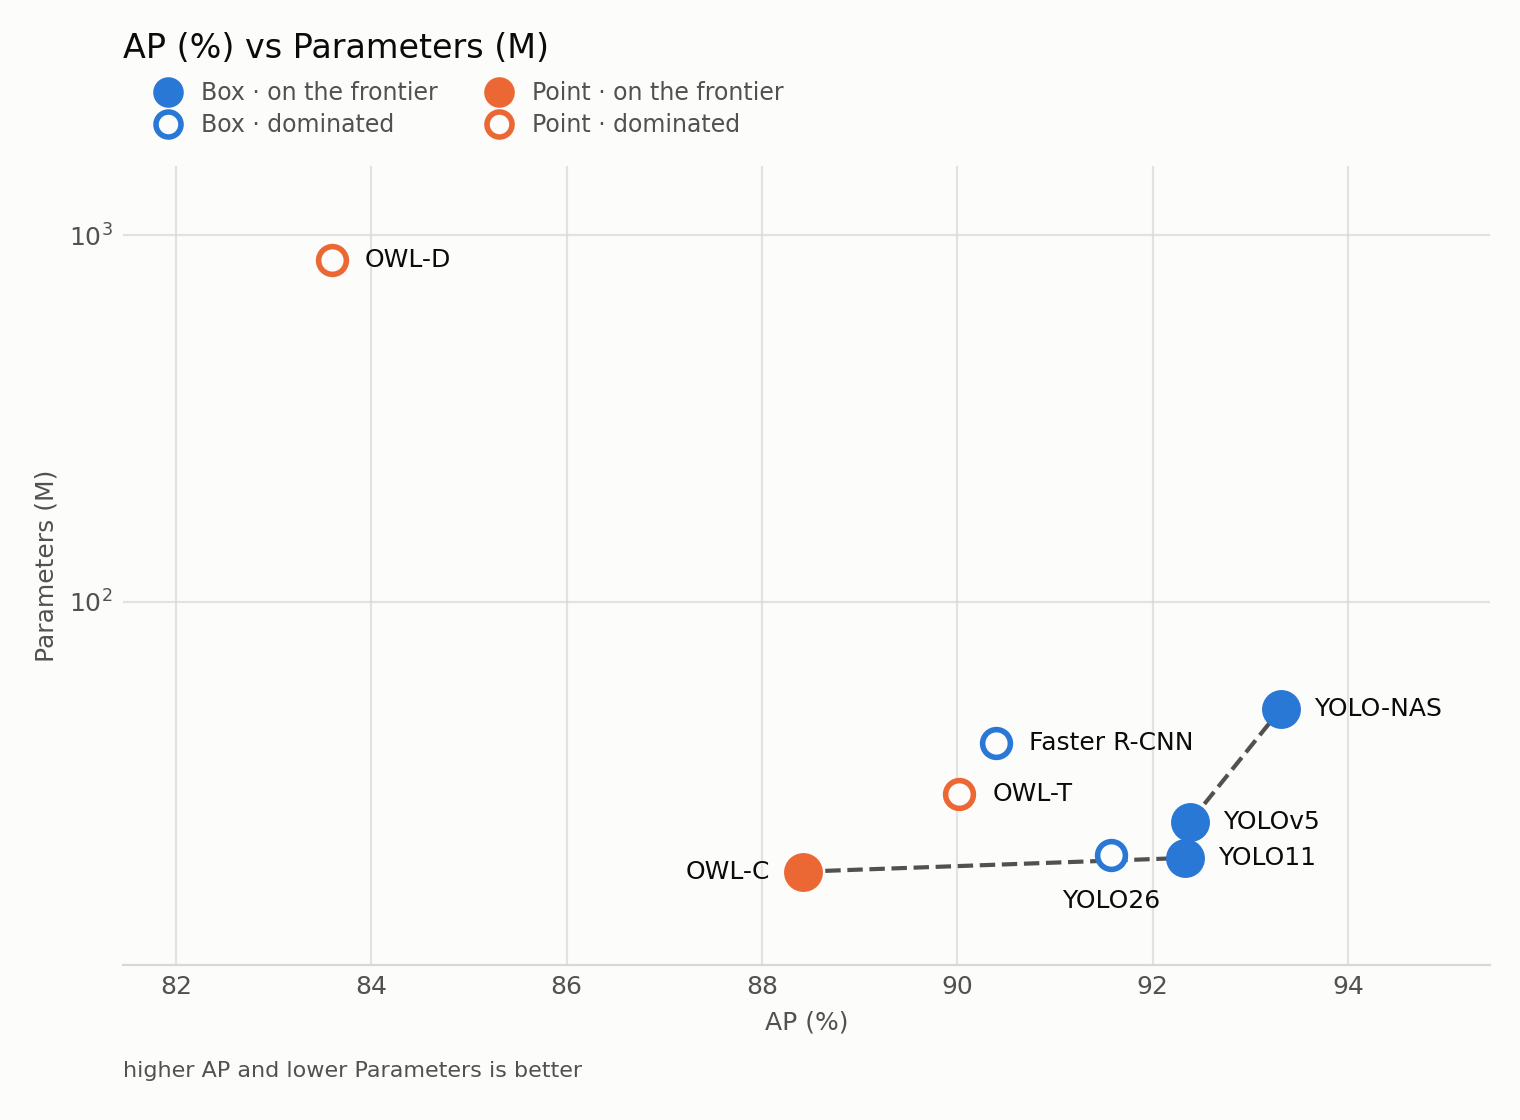 AP (%) vs Parameters (M)
Box · on the frontier
Point · on the frontier
Box · dominated
Point · dominated
10³
OWL-D
10²
Parameters (M)
YOLO-NAS
Faster R-CNN
OWL-T
YOLOv5
YOLO11
OWL-C
YOLO26
82 84 86 88 90 92 94
AP (%)
higher AP and lower Parameters is better